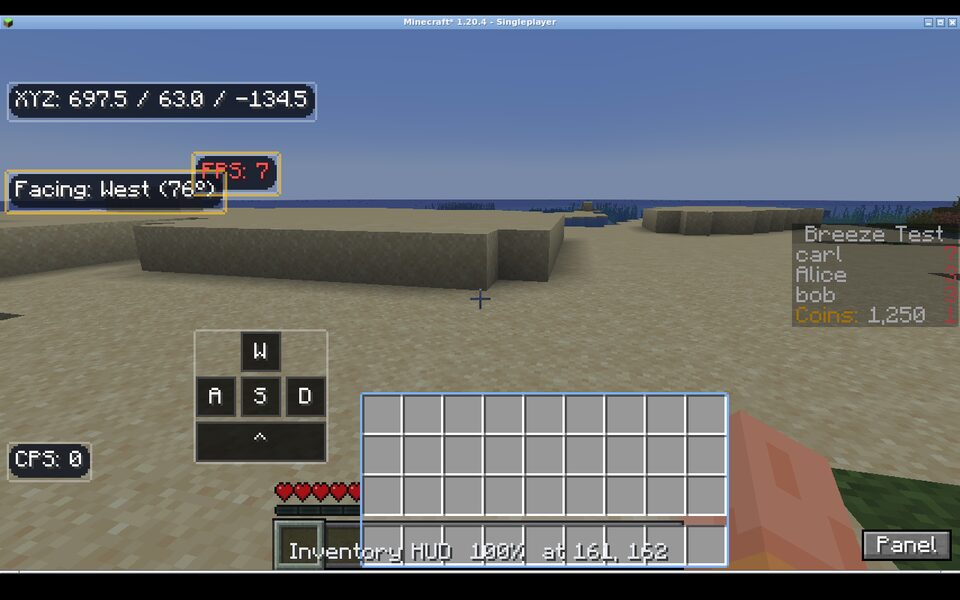 Minecraft* 1.20.4 - Singleplayer
XYZ: 697.5 / 63.0 / -134.5
FPS: 7
Facing: West (76º)
Breeze Test
carl
Alice
bob
Coins: 1,250
W
A S D
^
CPS: 0
Inventory HUD 100% at 161, 162
Panel